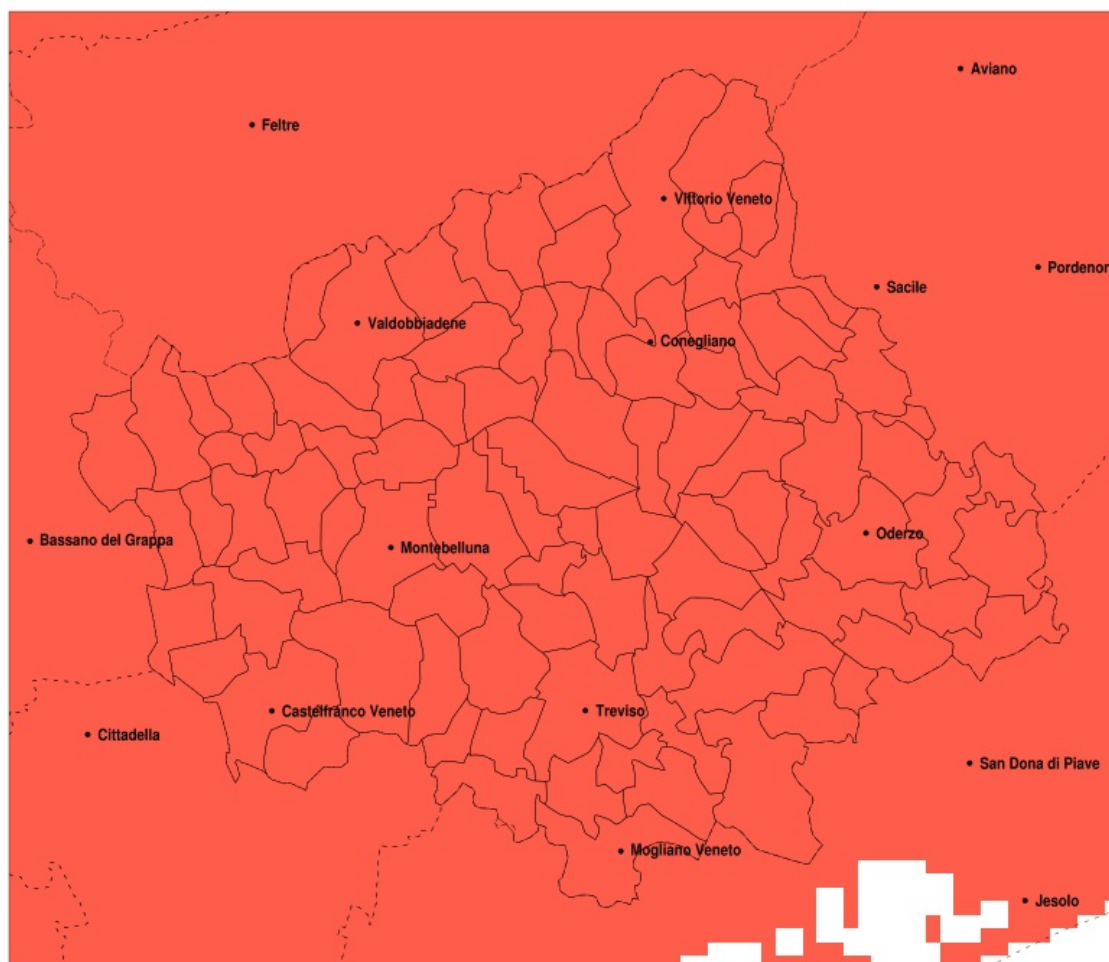 Aviano
Feltre
Vittorio Veneto
Pordenor
Sacile
Valdobbiadene
Conegliano
Oderzo
Bassano del Grappa
Montebelluna
Castelfranco Veneto
Treviso
Cittadella
San Dona di Piave
Mogliano Veneto
Jesolo